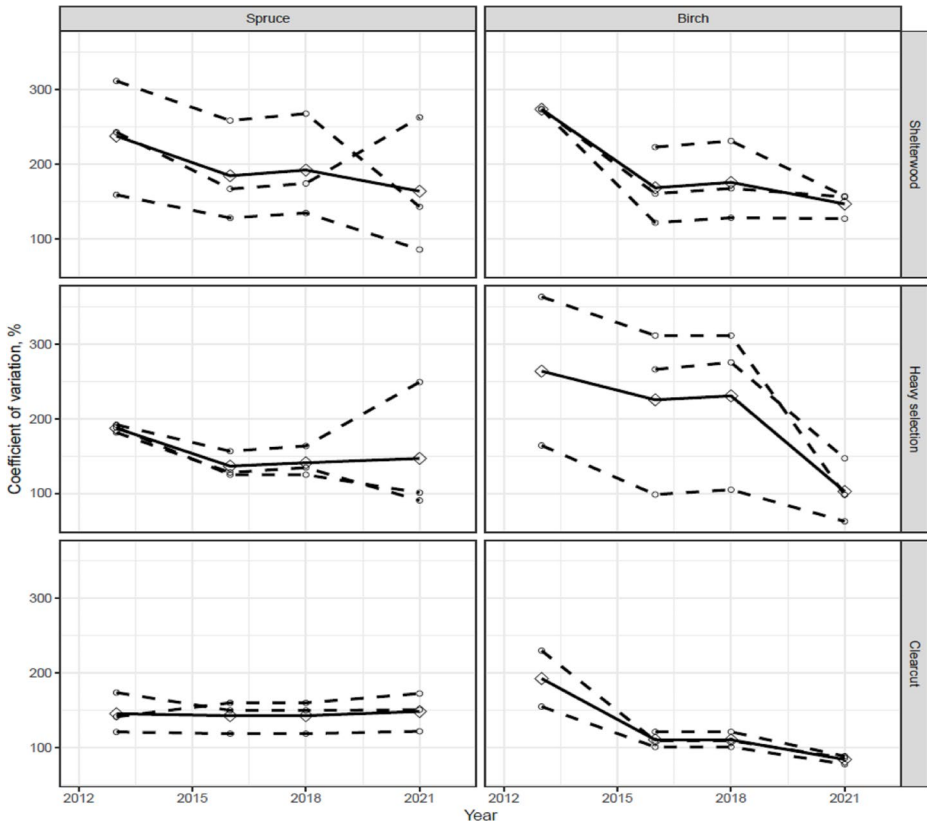 Spruce Birch
300
200
100
Shelterwood
300
200
100
Heavy selection
Coefficient of variation, %
300
200
100
Clearcut
2012 2015 2018 2021 2012 2015 2018 2021
Year